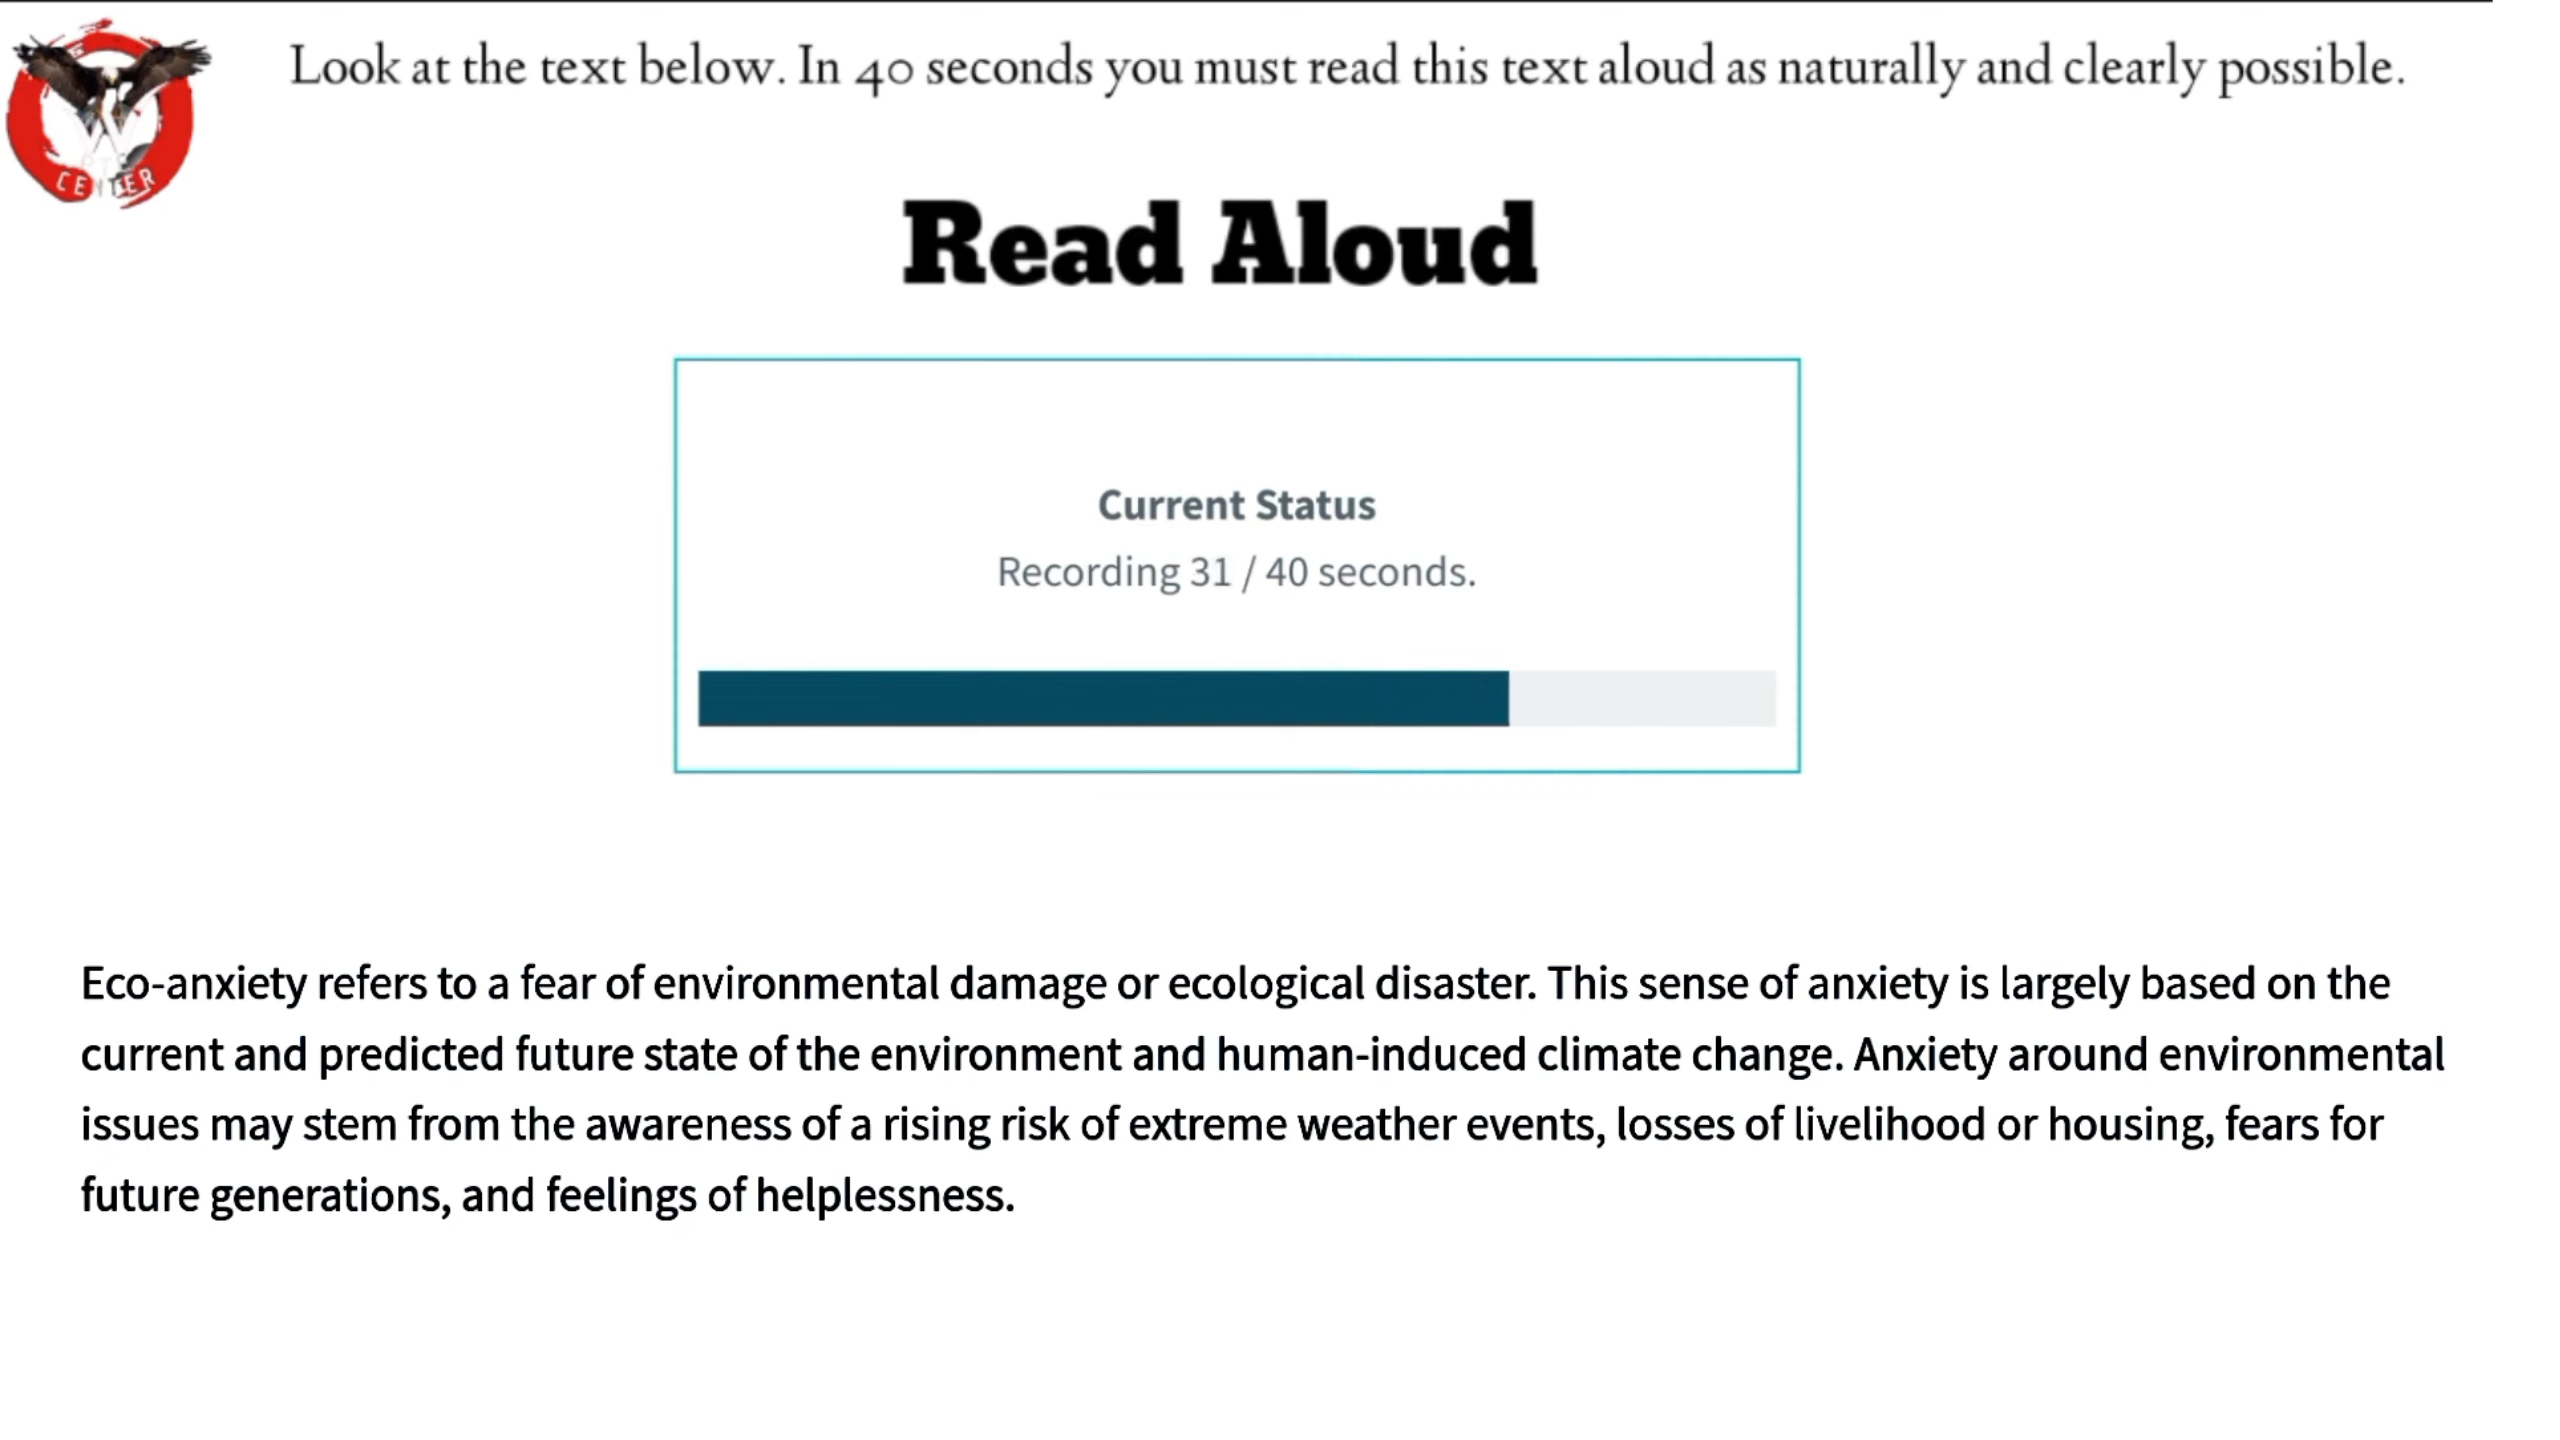 Look at the text below. In 40 seconds you must read this text aloud as naturally and clearly possible.
CENTER
Read Aloud
Current Status
Recording 31 / 40 seconds.
Eco-anxiety refers to a fear of environmental damage or ecological disaster. This sense of anxiety is largely based on the
current and predicted future state of the environment and human-induced climate change. Anxiety around environmental
issues may stem from the awareness of a rising risk of extreme weather events, losses of livelihood or housing, fears for
future generations, and feelings of helplessness.